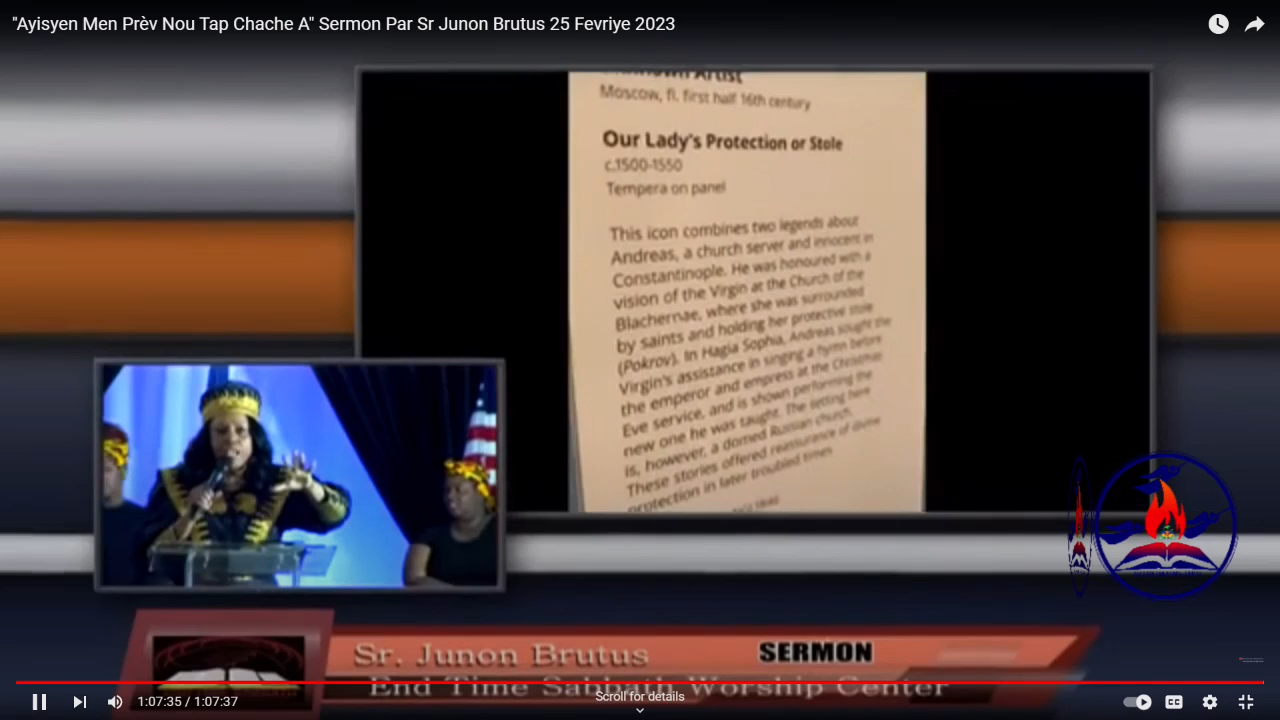 "Ayisyen Men Prèv Nou Tap Chache A" Sermon Par Sr Junon Brutus 25 Fevriye 2023
Unknown Artist
Moscow, fl. first half 16th century
Our Lady's Protection or Stole
c.1500-1550
Tempera on panel
This icon combines two legends about
Andreas, a church server and innocent in
Constantinople. He was honoured with a
vision of the Virgin at the Church of the
Blachernae, where she was surrounded
by saints and holding her protective stole
(Pokrov). In Hagia Sophia, Andreas sought the
Virgin's assistance in singing a hymn before
the emperor and empress at the Christmas
Eve service, and is shown performing the
new one he was taught. The setting here
is, however, a domed Russian church.
These stories offered reassurance of divine
protection in later troubled times
Sr. Junon Brutus
SERMON
End Time Sabbath Worship Center
Scroll for details
1:07:35 / 1:07:37
CC